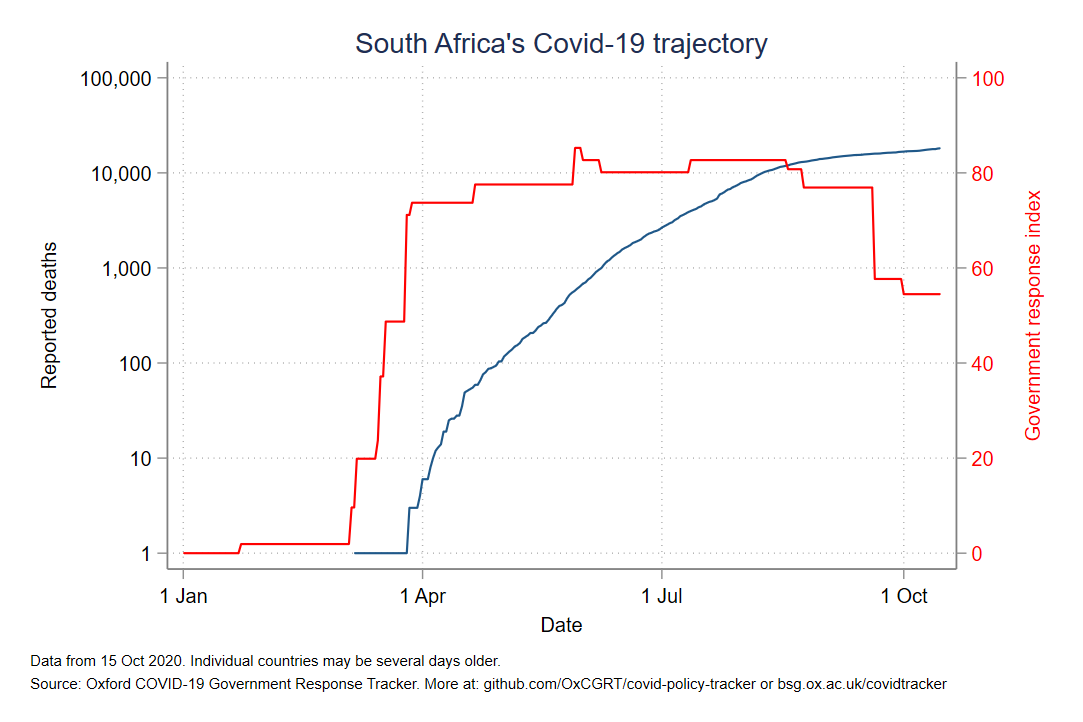 South Africa's Covid-19 trajectory
100,000
10,000
1,000
100
10
1
Reported deaths
100
80
60
40
20
0
Government response index
1 Jan
1 Apr
1 Jul
1 Oct
Date
Data from 15 Oct 2020. Individual countries may be several days older.
Source: Oxford COVID-19 Government Response Tracker. More at: github.com/OxCGRT/covid-policy-tracker or bsg.ox.ac.uk/covidtracker